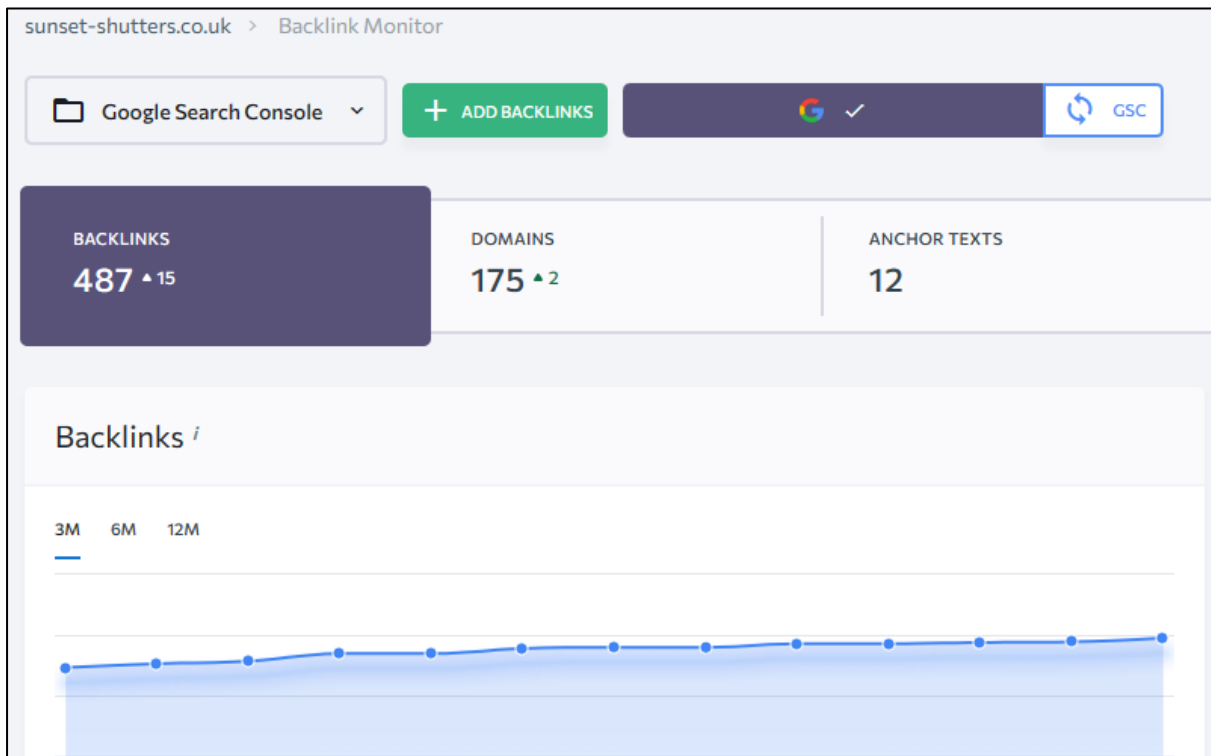 sunset-shutters.co.uk > Backlink Monitor
Google Search Console + ADD BACKLINKS GSC
BACKLINKS DOMAINS ANCHOR TEXTS
487 ▲ 15 175 ▲ 2 12
Backlinks i
3M 6M 12M